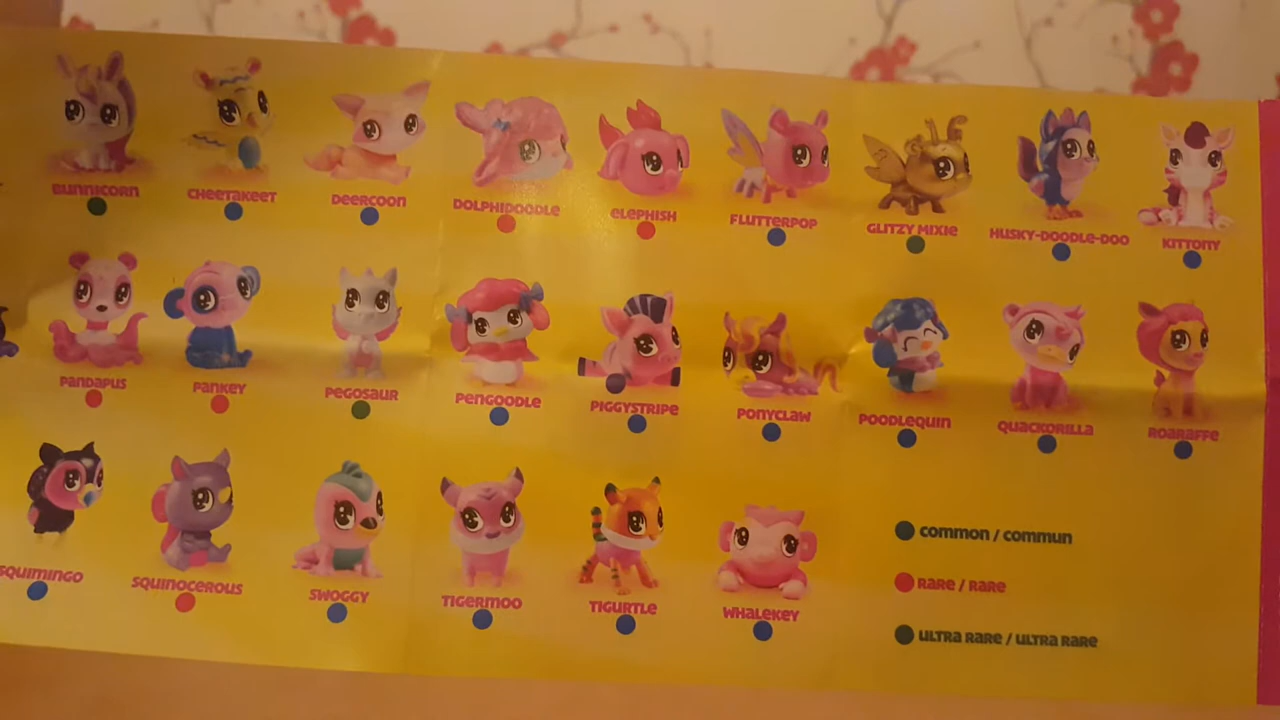 BUNNICORN
CHEETAKEET
DEERCOON
DOLPHIDOODLE
ELEPHISH
FLUTTERPOP
GLITZY MIXIE
HUSKY-DOODLE-DOO
KITTONY
PANDAPUS
PANKEY
PEGOSAUR
PENGOODLE
PIGGYSTRIPE
PONYCLAW
POODLEQUIN
QUACKORILLA
ROARAFFE
SQUIMINGO
SQUINOCEROUS
SWOGGY
TIGERMOO
TIGURTLE
WHALEKEY
COMMON / COMMUN
RARE / RARE
ULTRA RARE / ULTRA RARE